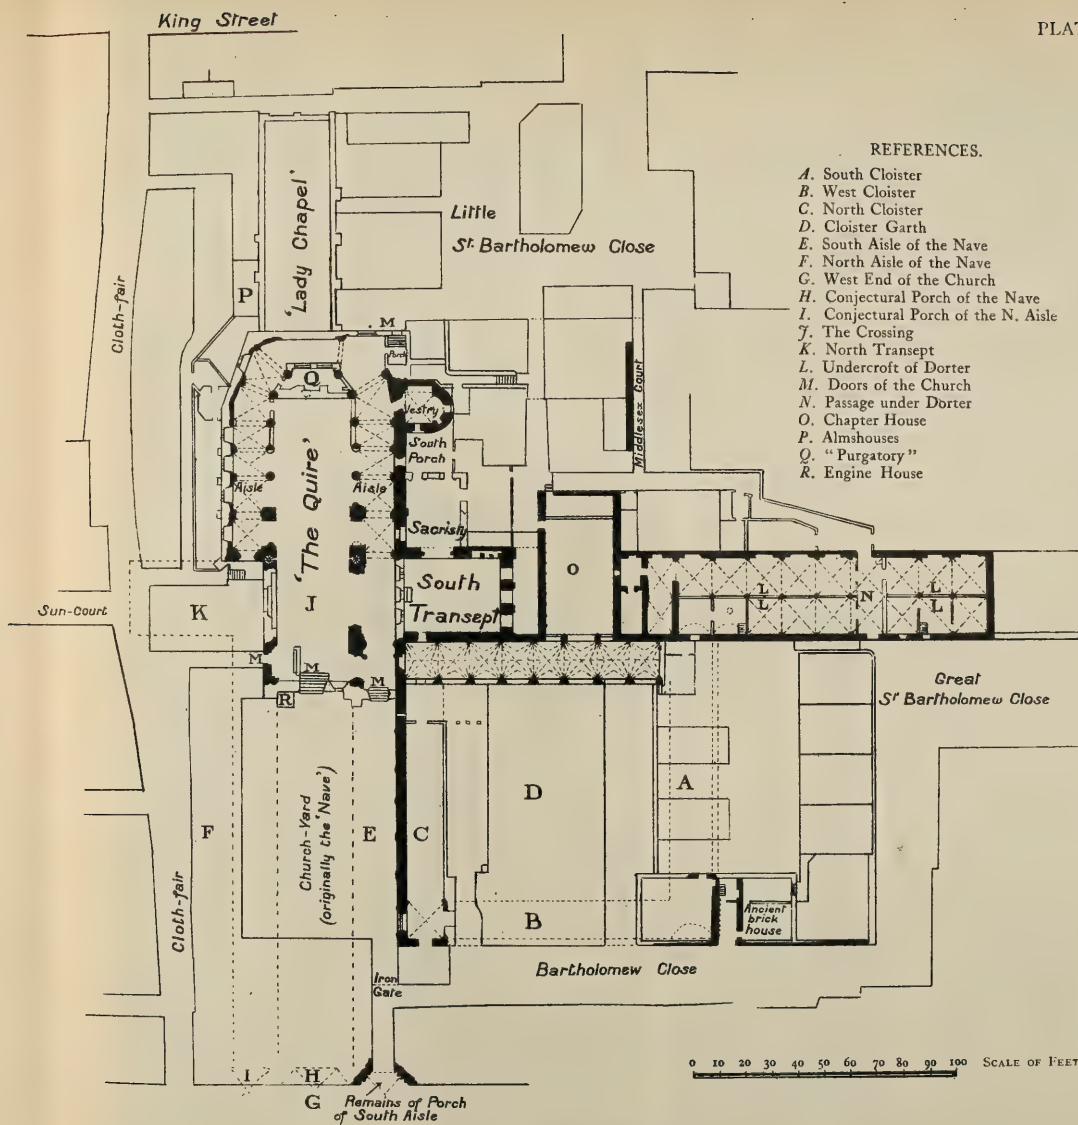 King Street
PLAT
REFERENCES.
A. South Cloister
B. West Cloister
C. North Cloister
D. Cloister Garth
E. South Aisle of the Nave
F. North Aisle of the Nave
G. West End of the Church
H. Conjectural Porch of the Nave
I. Conjectural Porch of the N. Aisle
J. The Crossing
K. North Transept
L. Undercroft of Dorter
M. Doors of the Church
N. Passage under Dorter
O. Chapter House
P. Almshouses
Q. "Purgatory"
R. Engine House
'Lady Chapel'
Little
St. Bartholomew Close
Cloth-fair
P
M
Porch
Q
Vestry
South
Porch
Middlesex Court
Aisle
'The Quire'
Aisle
Sacristy
South
Transept
O
L
L
N
L
L
Sun-Court
K
J
M
M
M
R
Great
St Bartholomew Close
F
Church-Yard
(originally the 'Nave')
E
C
D
A
B
Ancient
brick
house
Cloth-fair
Iron
Gate
Bartholomew Close
I
H
G
Remains of Porch
of South Aisle
0 10 20 30 40 50 60 70 80 90 100 SCALE OF FEET